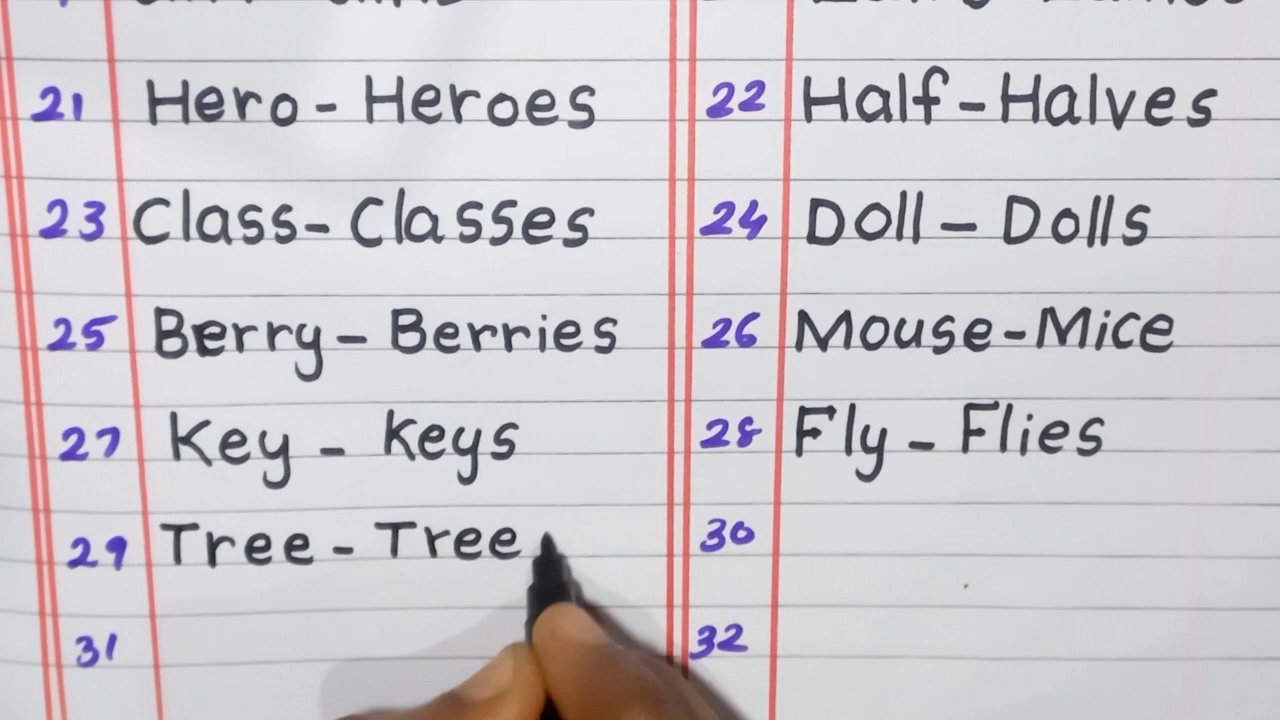 21 Hero - Heroes 22 Half - Halves
23 Class - Classes 24 Doll - Dolls
25 Berry - Berries 26 Mouse - Mice
27 Key - Keys 28 Fly - Flies
29 Tree - Tree 30
31 32